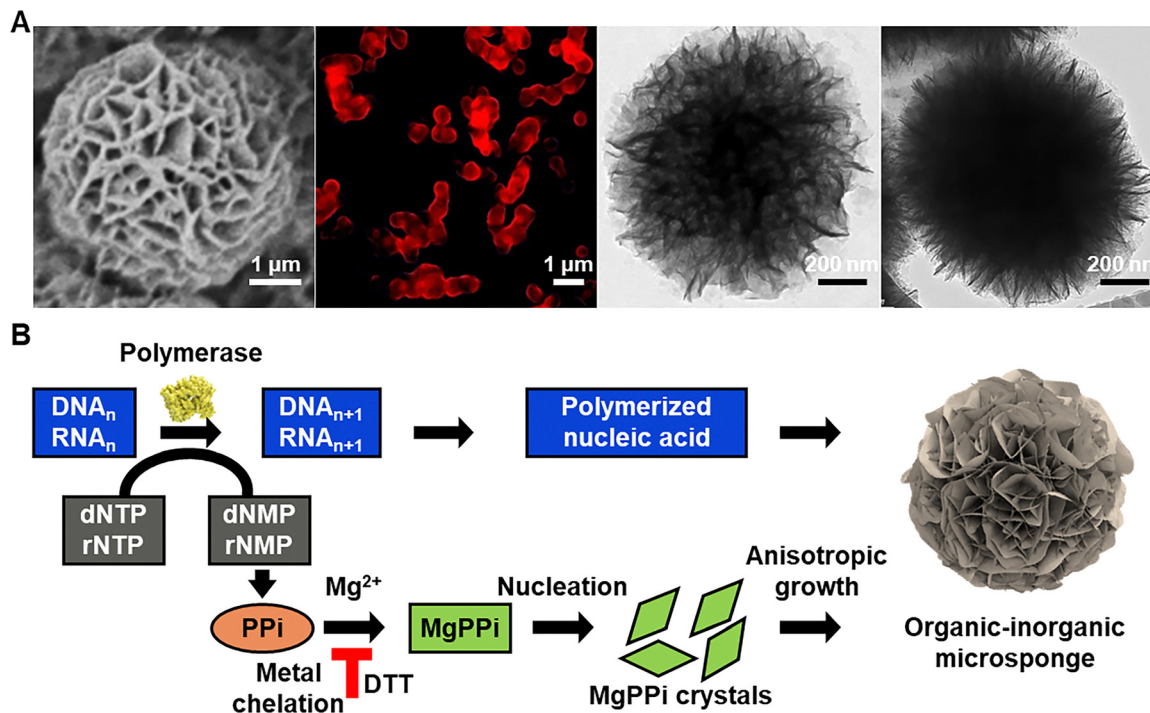 A
1 μm
1 μm
200 nm
200 nm
B
Polymerase
DNAn
RNAn
DNAn+1
RNAn+1
Polymerized
nucleic acid
dNTP
rNTP
dNMP
rNMP
Mg2+
Nucleation
Anisotropic
growth
PPi
MgPPi
Metal
chelation
DTT
MgPPi crystals
Organic-inorganic
microsponge